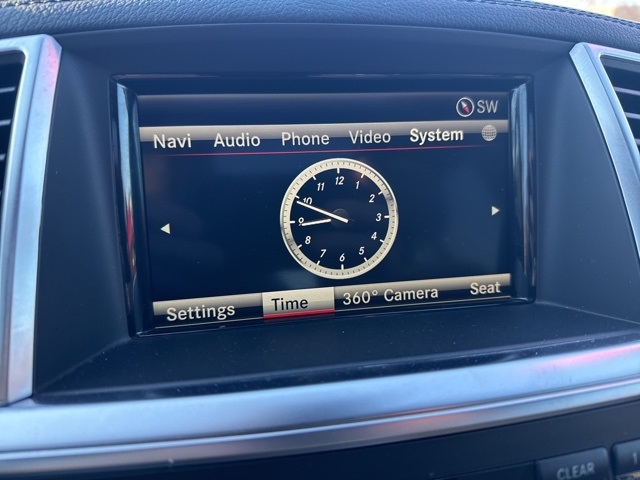 SW
Navi Audio Phone Video System
12
11 1
10 2
9 3
8 4
7 5
6
Settings Time 360° Camera Seat
CLEAR